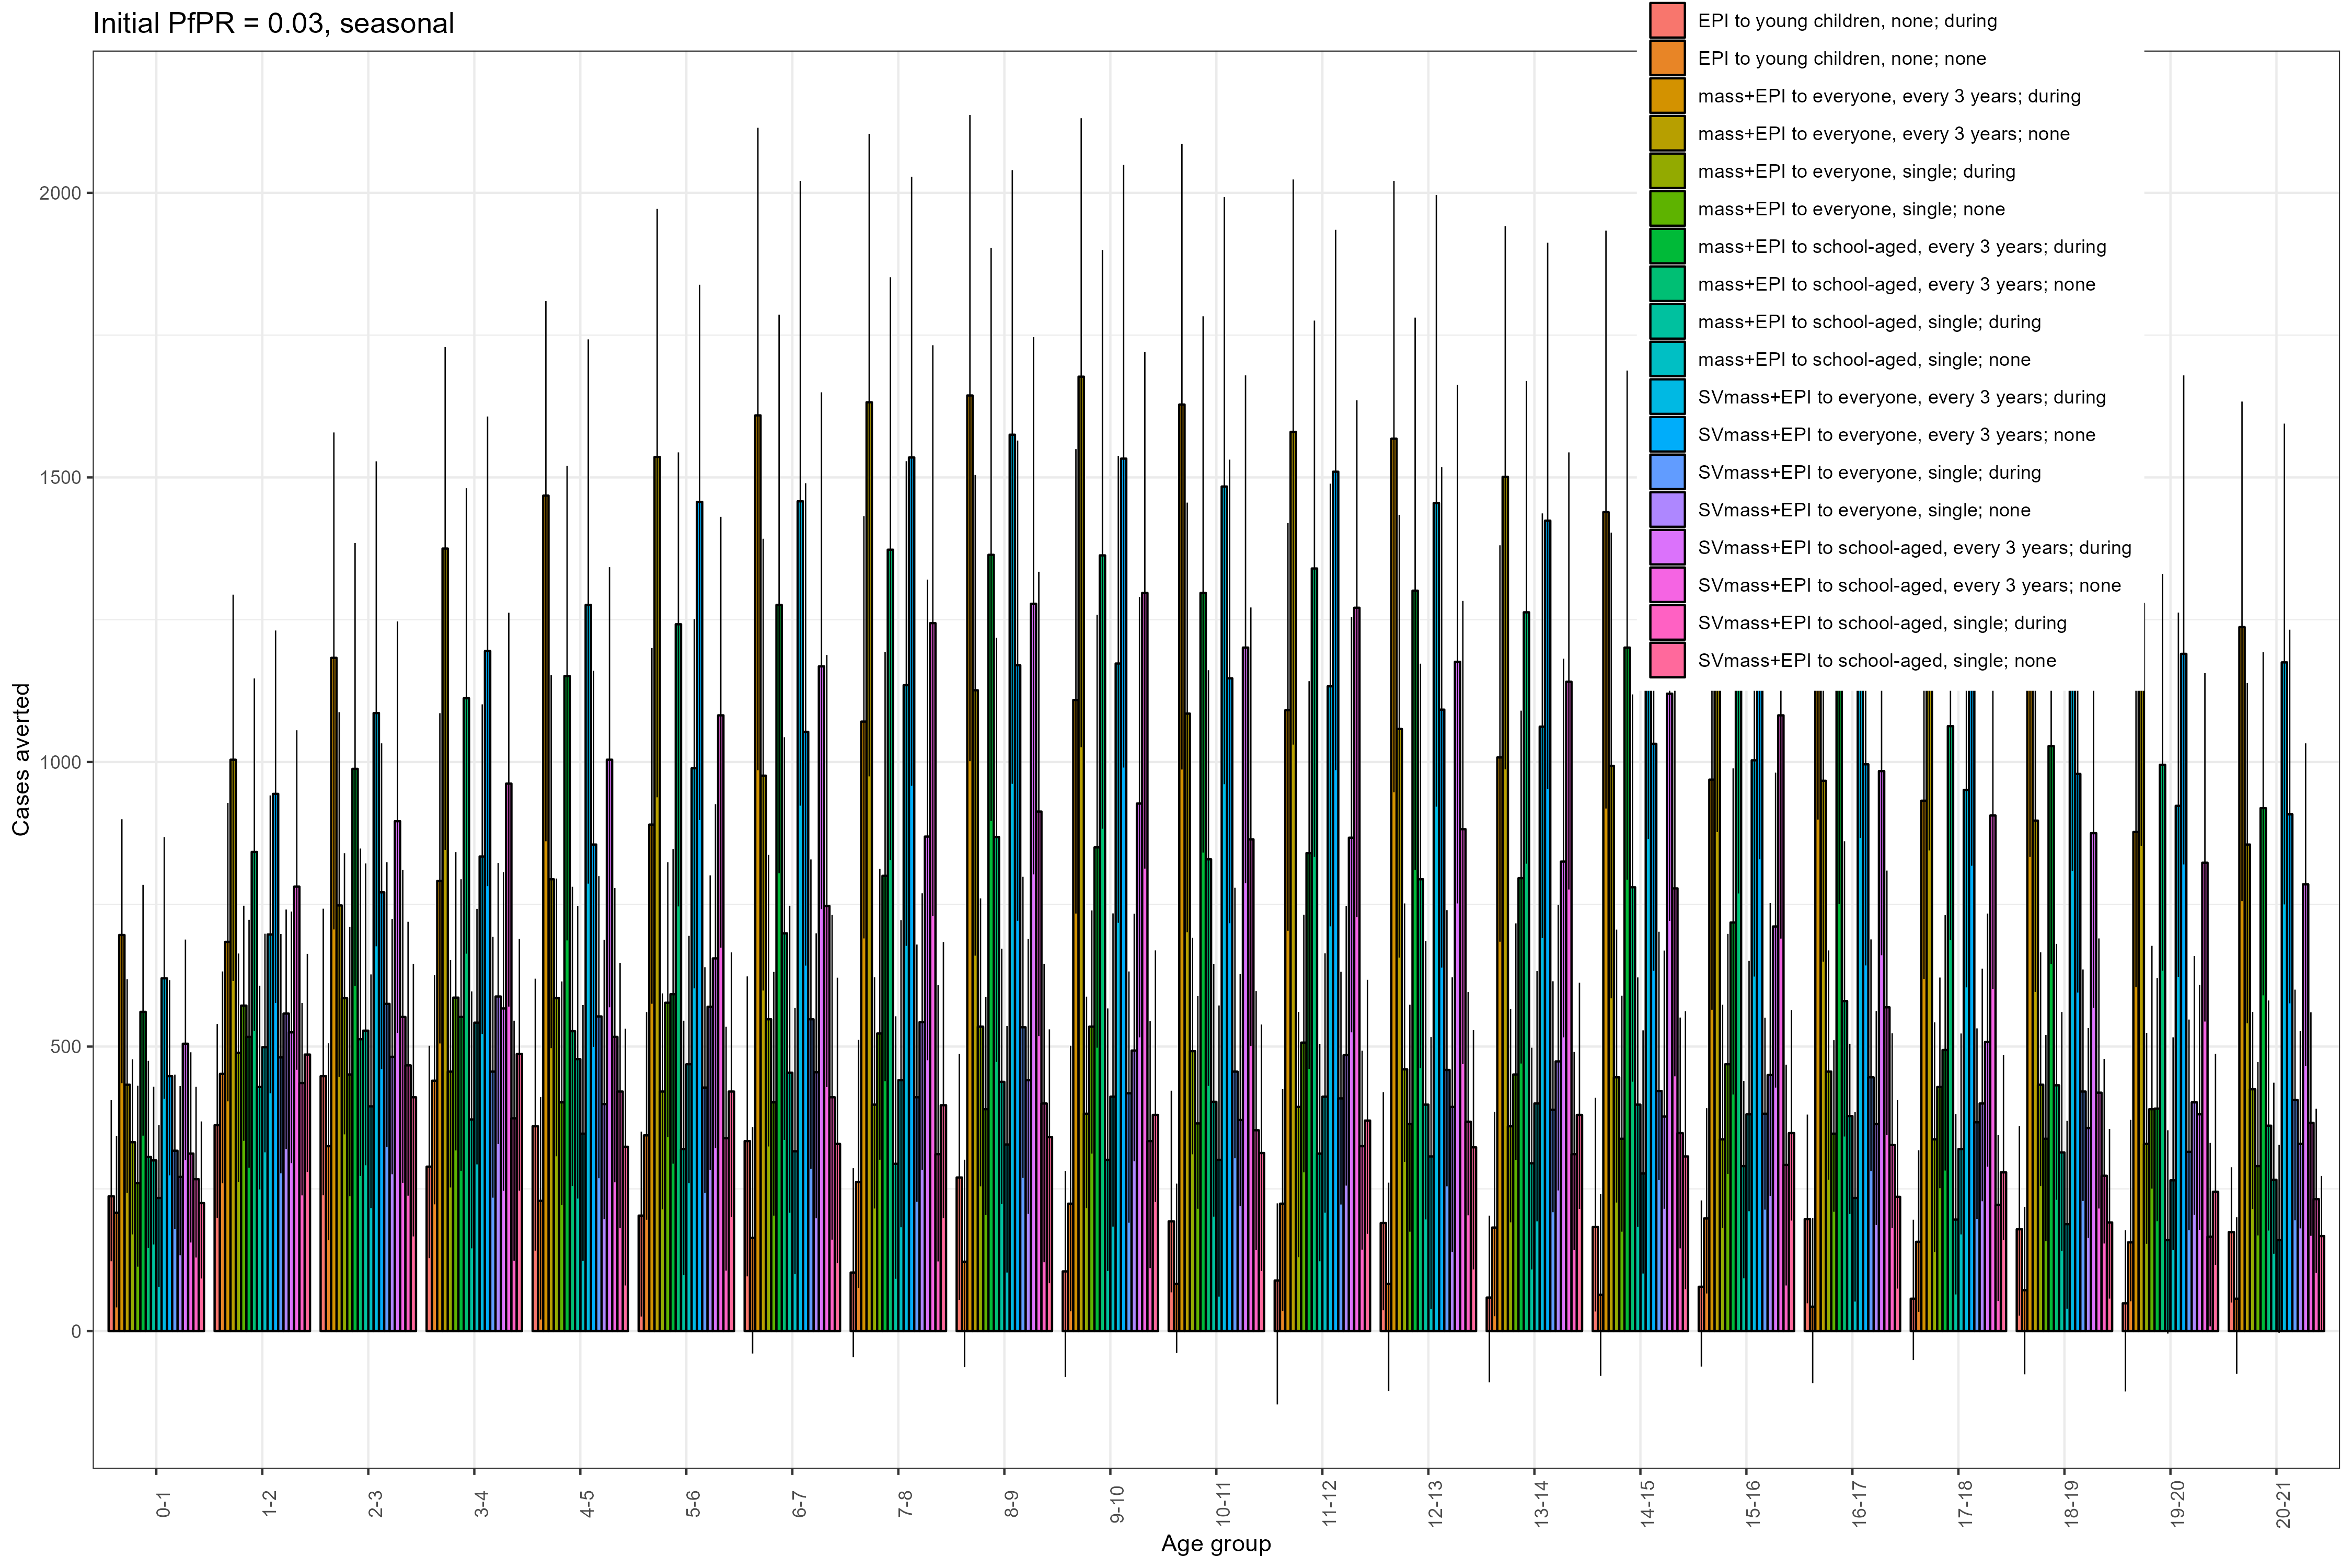 Initial PfPR = 0.03, seasonal
EPI to young children, none; during
EPI to young children, none; none
mass+EPI to everyone, every 3 years; during
mass+EPI to everyone, every 3 years; none
mass+EPI to everyone, single; during
mass+EPI to everyone, single; none
mass+EPI to school-aged, every 3 years; during
mass+EPI to school-aged, every 3 years; none
mass+EPI to school-aged, single; during
mass+EPI to school-aged, single; none
SVmass+EPI to everyone, every 3 years; during
SVmass+EPI to everyone, every 3 years; none
SVmass+EPI to everyone, single; during
SVmass+EPI to everyone, single; none
SVmass+EPI to school-aged, every 3 years; during
SVmass+EPI to school-aged, every 3 years; none
SVmass+EPI to school-aged, single; during
SVmass+EPI to school-aged, single; none
Cases averted
2000
1500
1000
500
0
0-1
1-2
2-3
3-4
4-5
5-6
6-7
7-8
8-9
9-10
10-11
11-12
12-13
13-14
14-15
15-16
16-17
17-18
18-19
19-20
20-21
Age group